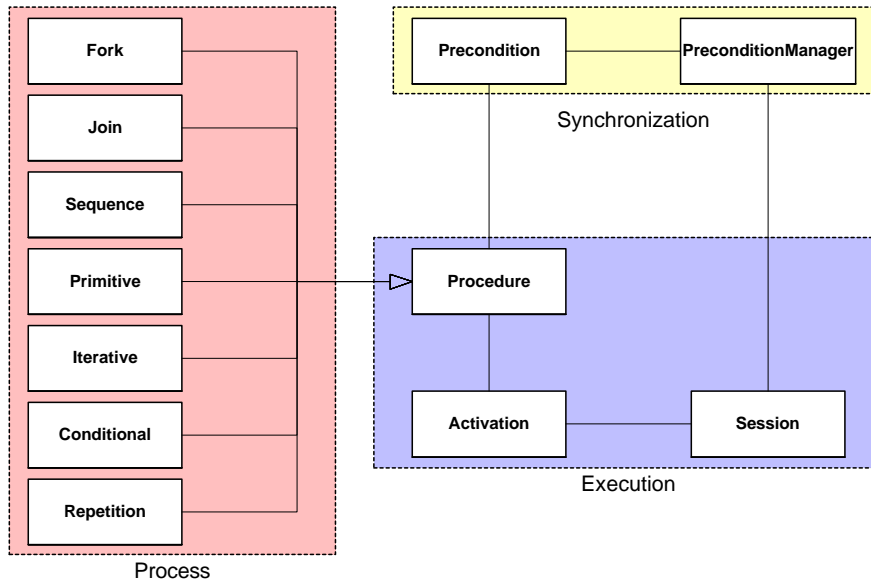 Fork
Join
Sequence
Primitive
Iterative
Conditional
Repetition
Process
Precondition
PreconditionManager
Synchronization
Procedure
Activation
Session
Execution